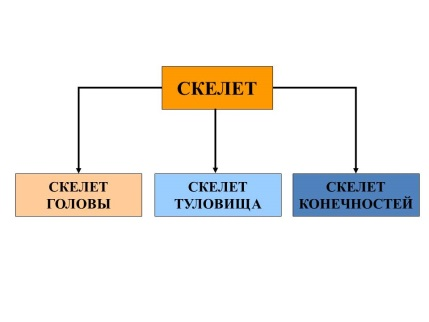 СКЕЛЕТ
СКЕЛЕТ
ГОЛОВЫ
СКЕЛЕТ
ТУЛОВИЩА
СКЕЛЕТ
КОНЕЧНОСТЕЙ